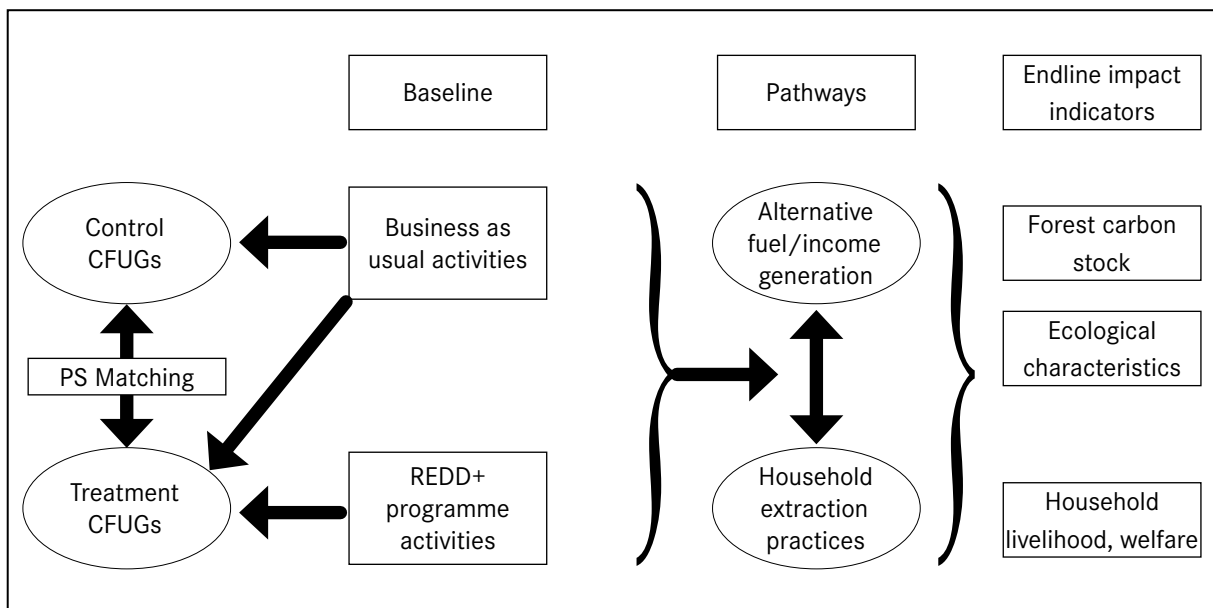 Baseline
Pathways
Endline impact
indicators
Control
CFUGs
Business as
usual activities
Alternative
fuel/income
generation
Forest carbon
stock
PS Matching
Ecological
characteristics
Treatment
CFUGs
REDD+
programme
activities
Household
extraction
practices
Household
livelihood, welfare